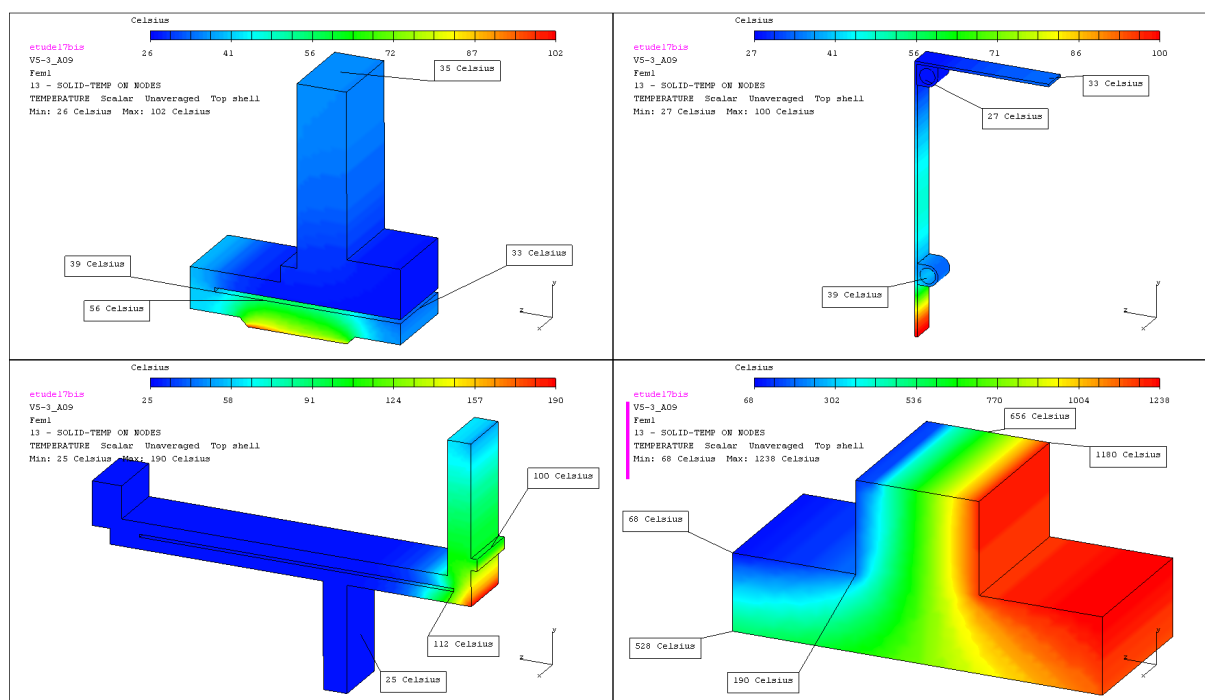 Celsius
26 41 56 72 87 102
etude17bis
V5-3_A09
Fem1
13 - SOLID-TEMP ON NODES
TEMPERATURE Scalar Unaveraged Top shell
Min: 26 Celsius Max: 102 Celsius
35 Celsius
39 Celsius
33 Celsius
56 Celsius
y
z
x
Celsius
27 41 56 71 86 100
etude17bis
V5-3_A09
Fem1
13 - SOLID-TEMP ON NODES
TEMPERATURE Scalar Unaveraged Top shell
Min: 27 Celsius Max: 100 Celsius
33 Celsius
27 Celsius
39 Celsius
y
z
x
Celsius
25 58 91 124 157 190
etude17bis
V5-3_A09
Fem1
13 - SOLID-TEMP ON NODES
TEMPERATURE Scalar Unaveraged Top shell
Min: 25 Celsius Max: 190 Celsius
100 Celsius
112 Celsius
25 Celsius
y
z
x
Celsius
68 302 536 770 1004 1238
etude17bis
V5-3_A09
Fem1
13 - SOLID-TEMP ON NODES
TEMPERATURE Scalar Unaveraged Top shell
Min: 68 Celsius Max: 1238 Celsius
656 Celsius
1180 Celsius
68 Celsius
528 Celsius
190 Celsius
y
z
x